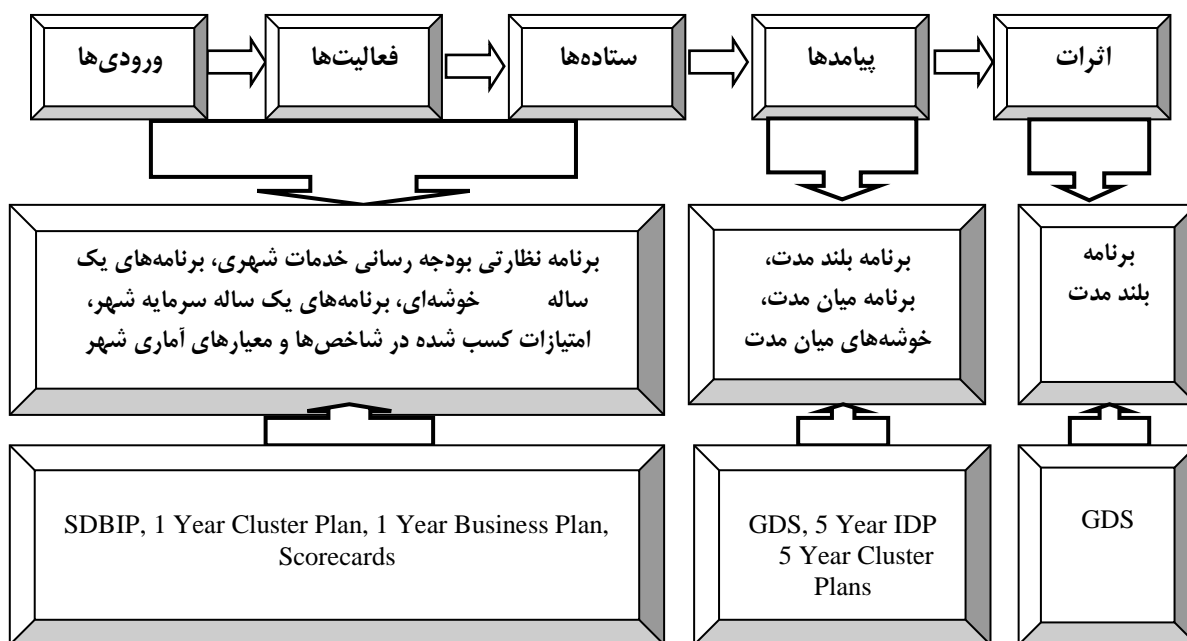 ورودی‌ها
فعالیت‌ها
ستاده‌ها
پیامدها
اثرات
برنامه نظارتی بودجه رسانی خدمات شهری، برنامه‌های یک
ساله خوشه‌ای، برنامه‌های یک ساله سرمایه شهر،
امتیازات کسب شده در شاخص‌ها و معیارهای آماری شهر
برنامه بلند مدت،
برنامه میان مدت،
خوشه‌های میان مدت
برنامه
بلند مدت
SDBIP, 1 Year Cluster Plan, 1 Year Business Plan,
Scorecards
GDS, 5 Year IDP
5 Year Cluster
Plans
GDS